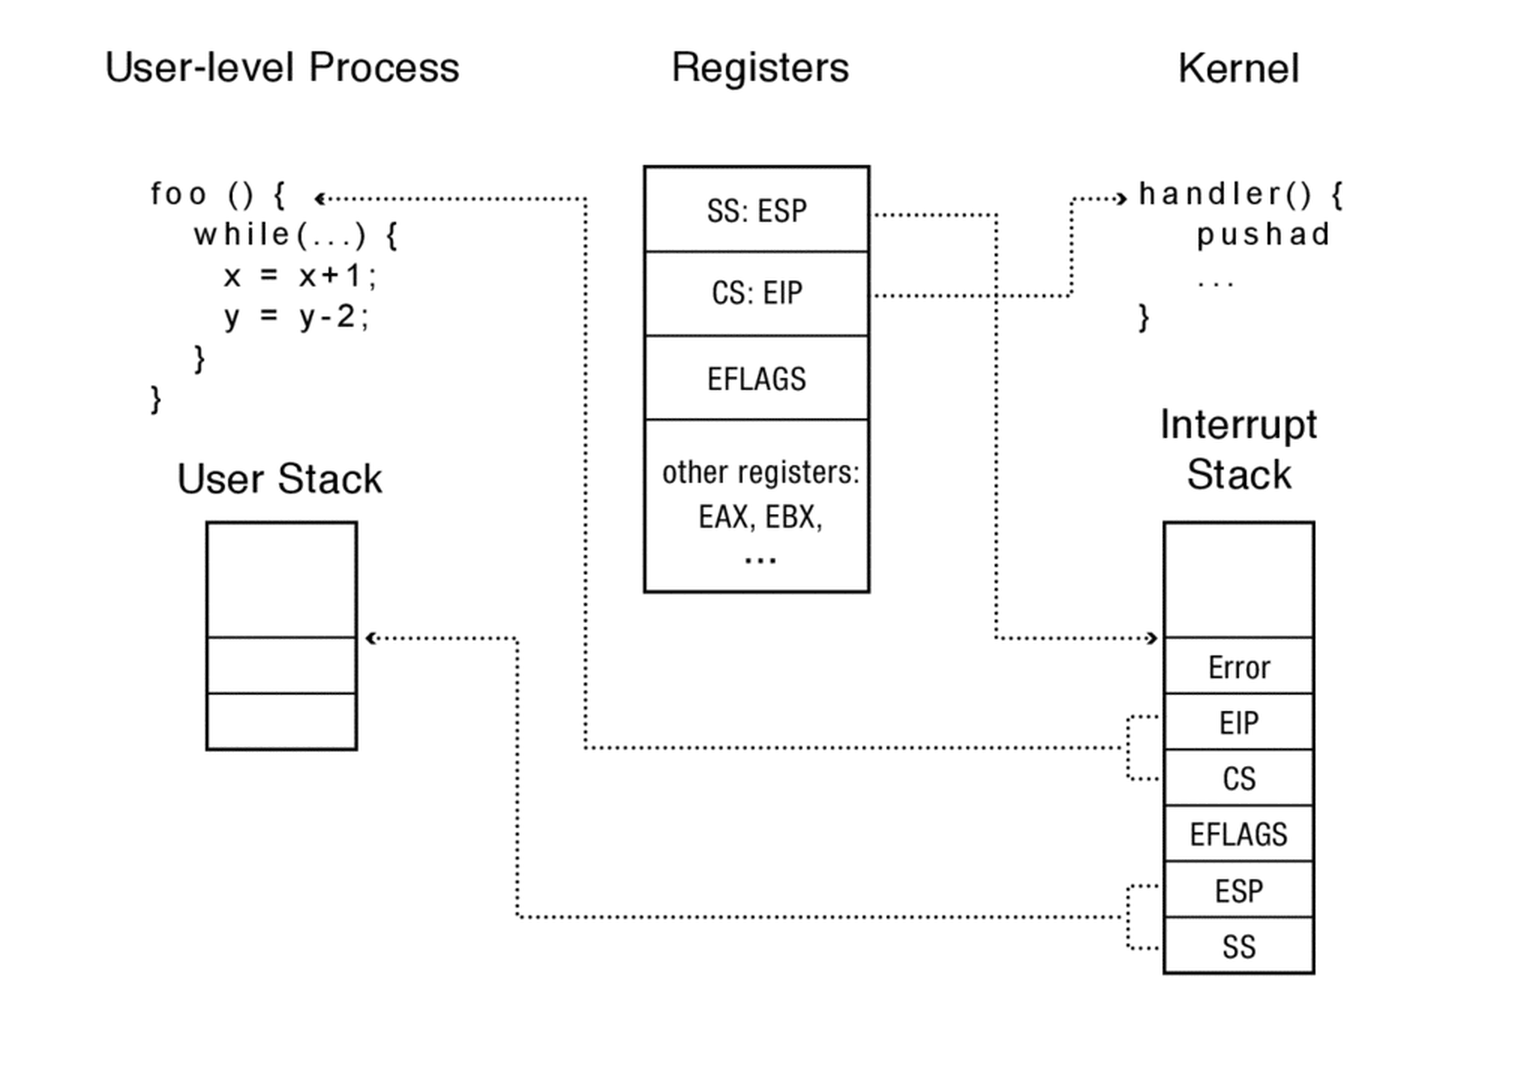 User-level Process
Registers
Kernel
foo () {
while(...) {
x = x+1;
y = y-2;
}
}
SS: ESP
CS: EIP
EFLAGS
other registers:
EAX, EBX,
...
handler() {
pushad
...
}
User Stack
Interrupt
Stack
Error
EIP
CS
EFLAGS
ESP
SS